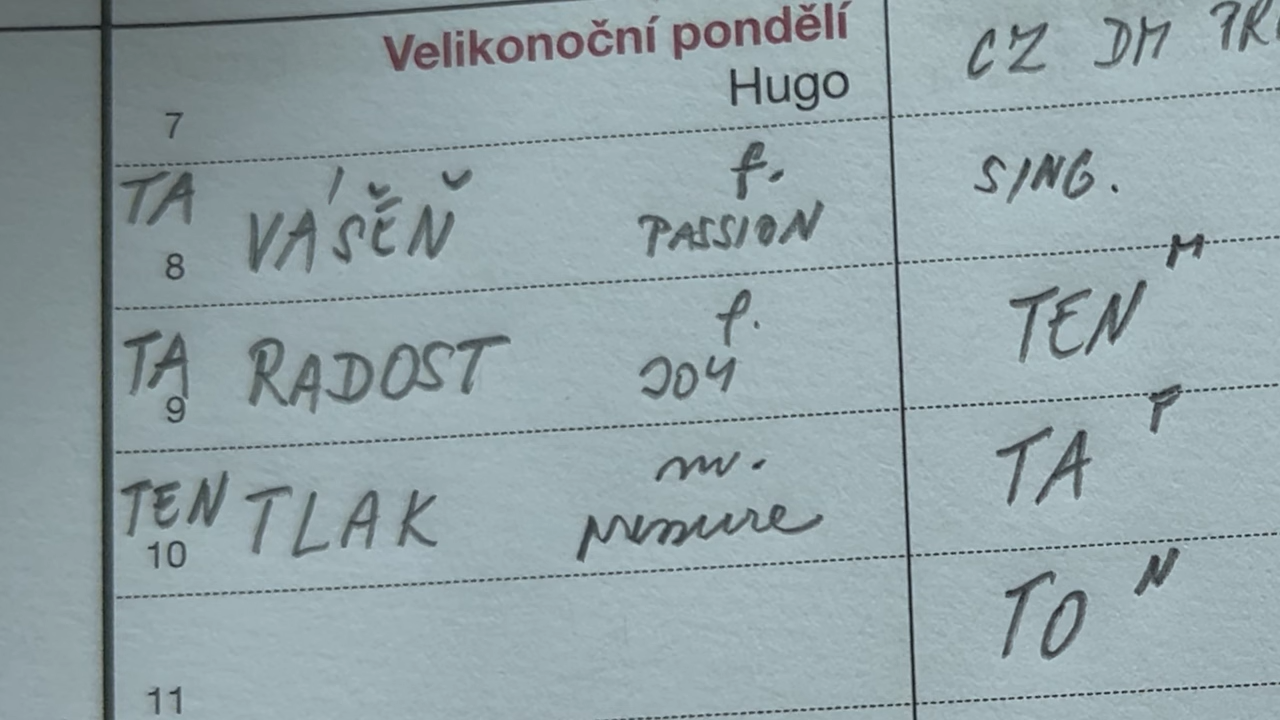 Velikonoční pondělí
Hugo
7
TA VÁŠEŇ f.
PASSION
8
TA RADOST f.
JOY
9
TEN TLAK m.
pressure
10
11
CZ DM
SING.
TEN M
TA F
TO N